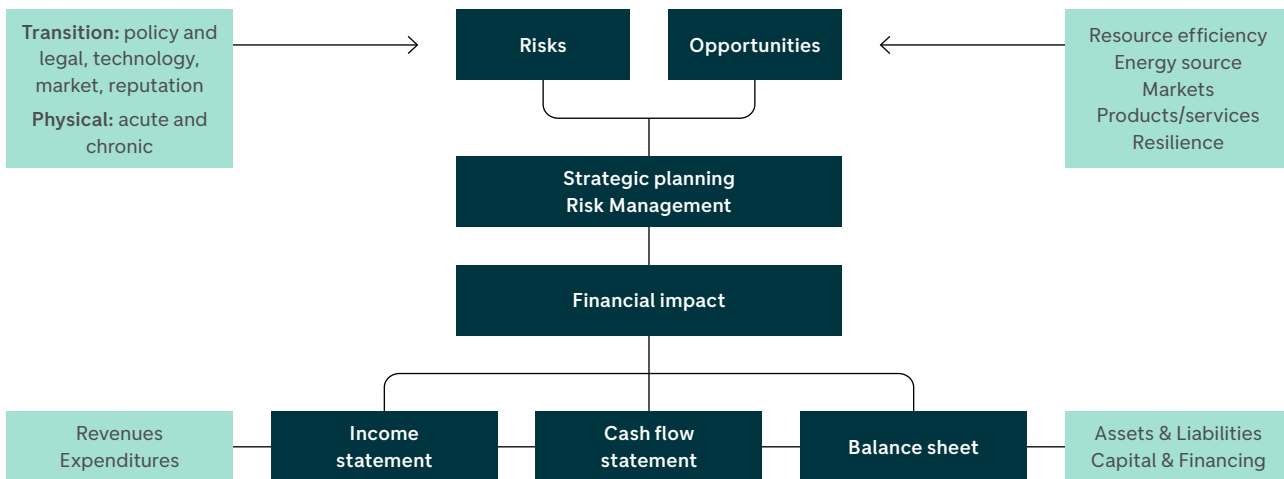 Transition: policy and
legal, technology,
market, reputation
Physical: acute and
chronic
Risks
Opportunities
Resource efficiency
Energy source
Markets
Products/services
Resilience
Strategic planning
Risk Management
Financial impact
Revenues
Expenditures
Income
statement
Cash flow
statement
Balance sheet
Assets & Liabilities
Capital & Financing